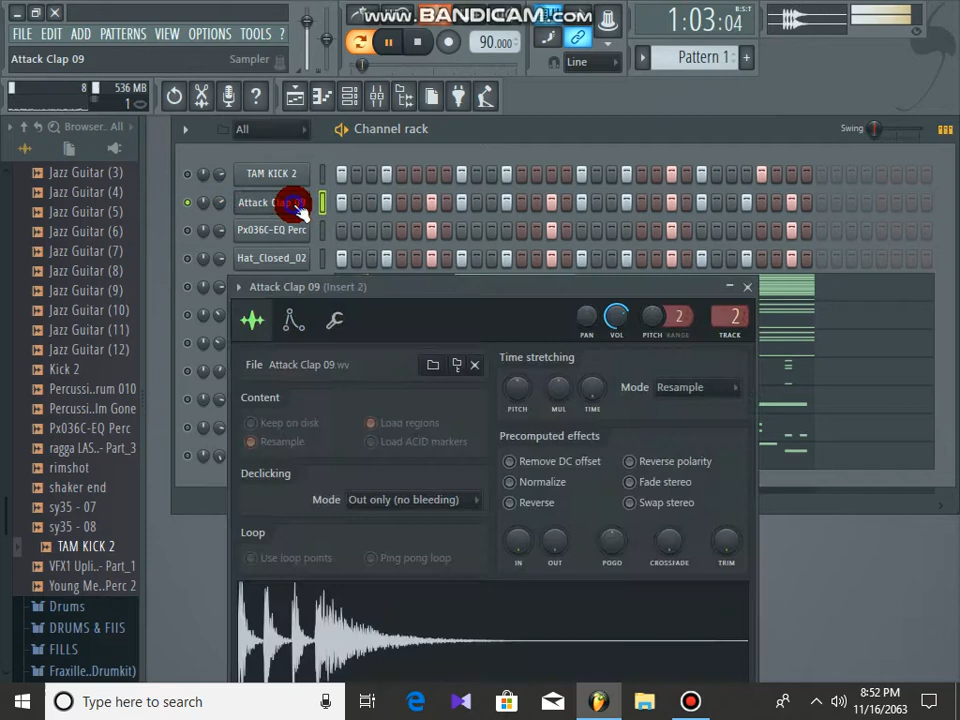 www.BANDICAM.com
FILE EDIT ADD PATTERNS VIEW OPTIONS TOOLS ?
Attack Clap 09 Sampler
90.000
1:03:04
B:S:T
Line
Pattern 1
8 536 MB
1
Browser.. All
All
Channel rack
Swing
Jazz Guitar (3)
Jazz Guitar (4)
Jazz Guitar (5)
Jazz Guitar (6)
Jazz Guitar (7)
Jazz Guitar (8)
Jazz Guitar (9)
Jazz Guitar (10)
Jazz Guitar (11)
Jazz Guitar (12)
Kick 2
Percussi..rum 010
Percussi..Im Gone
Px036C-EQ Perc
ragga LAS..- Part_3
rimshot
shaker end
sy35 - 07
sy35 - 08
TAM KICK 2
VFX1 Uplif.. - Part_1
Young Me..Perc 2
Drums
DRUMS & FIIS
FILLS
Fraxille..Drumkit)
TAM KICK 2
Attack Clap 09
Px036C-EQ Perc
Hat_Closed_02
Attack Clap 09 (Insert 2)
PAN VOL PITCH RANGE TRACK
2
2
File Attack Clap 09.wv
Content
Keep on disk
Load regions
Resample
Load ACID markers
Declicking
Mode Out only (no bleeding)
Loop
Use loop points
Ping pong loop
Time stretching
PITCH MUL TIME
Mode Resample
Precomputed effects
Remove DC offset
Reverse polarity
Normalize
Fade stereo
Reverse
Swap stereo
IN OUT POGO CROSSFADE TRIM
Type here to search
8:52 PM
11/16/2063